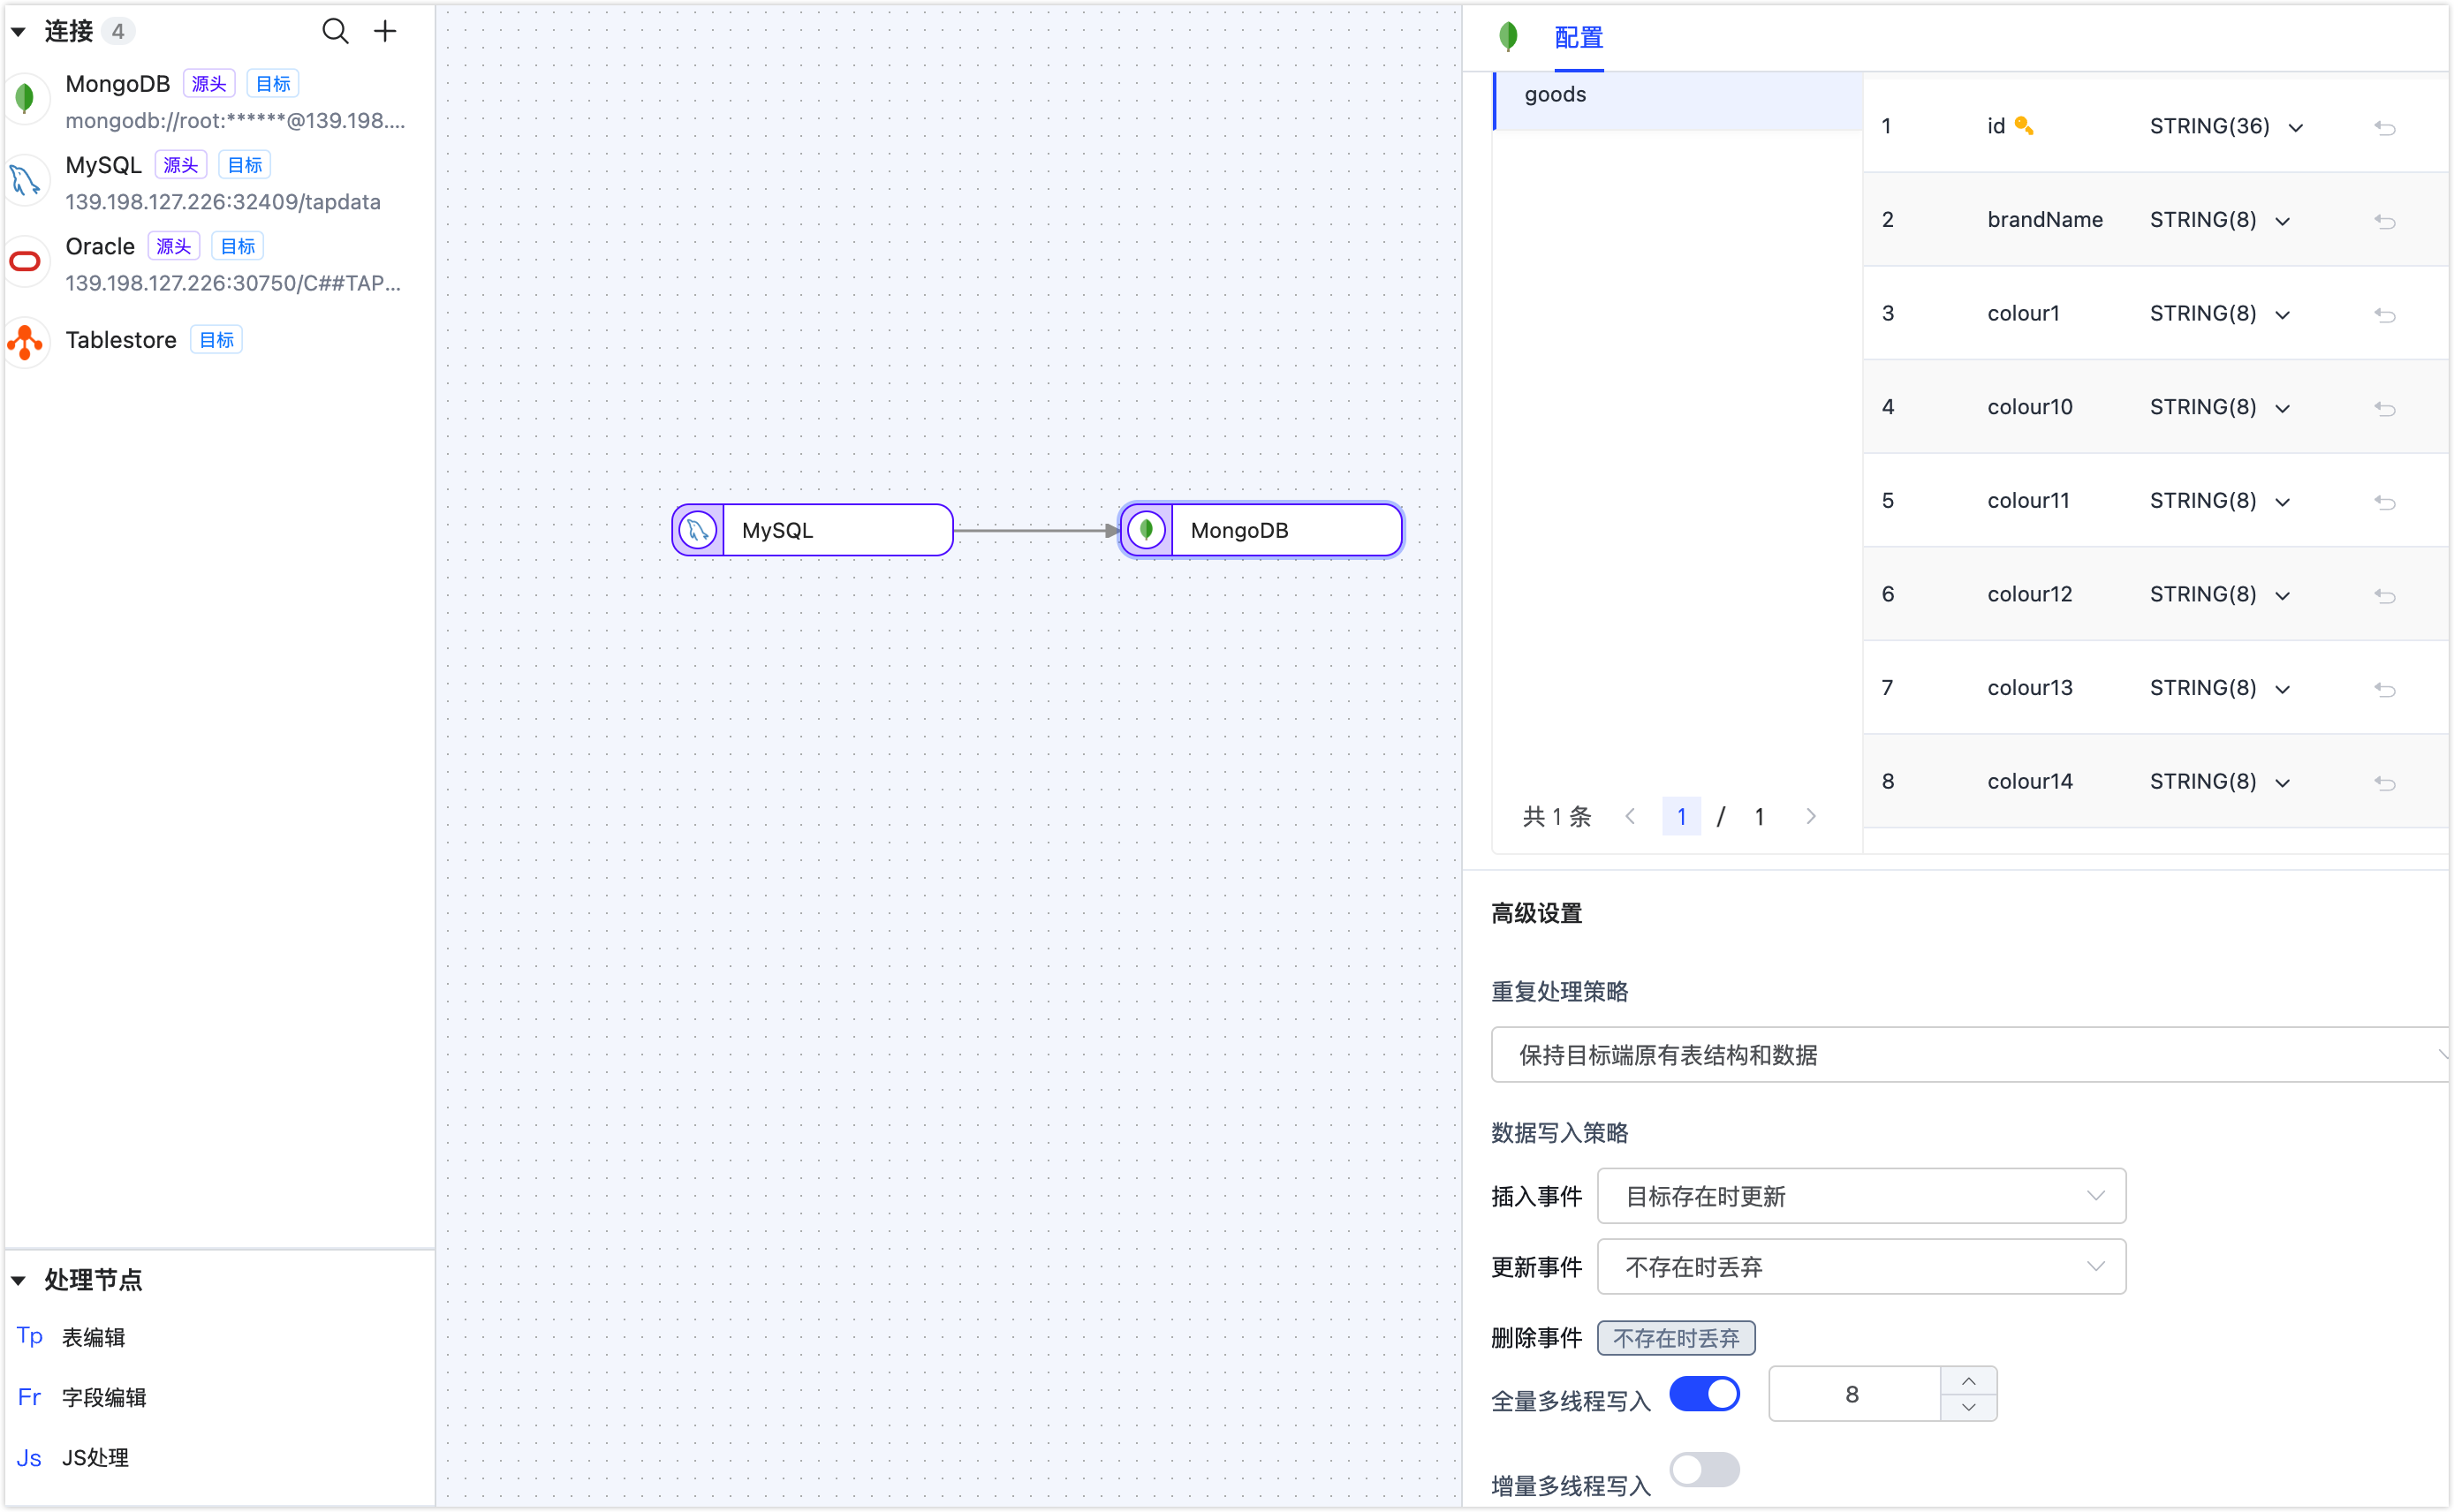 连接 4
MongoDB 源头 目标
mongodb://root:******@139.198....
MySQL 源头 目标
139.198.127.226:32409/tapdata
Oracle 源头 目标
139.198.127.226:30750/C##TAP...
Tablestore 目标
处理节点
Tp 表编辑
Fr 字段编辑
Js JS处理
MySQL
MongoDB
配置
goods
共 1 条 1 / 1
1 id STRING(36)
2 brandName STRING(8)
3 colour1 STRING(8)
4 colour10 STRING(8)
5 colour11 STRING(8)
6 colour12 STRING(8)
7 colour13 STRING(8)
8 colour14 STRING(8)
高级设置
重复处理策略
保持目标端原有表结构和数据
数据写入策略
插入事件 目标存在时更新
更新事件 不存在时丢弃
删除事件 不存在时丢弃
全量多线程写入 8
增量多线程写入